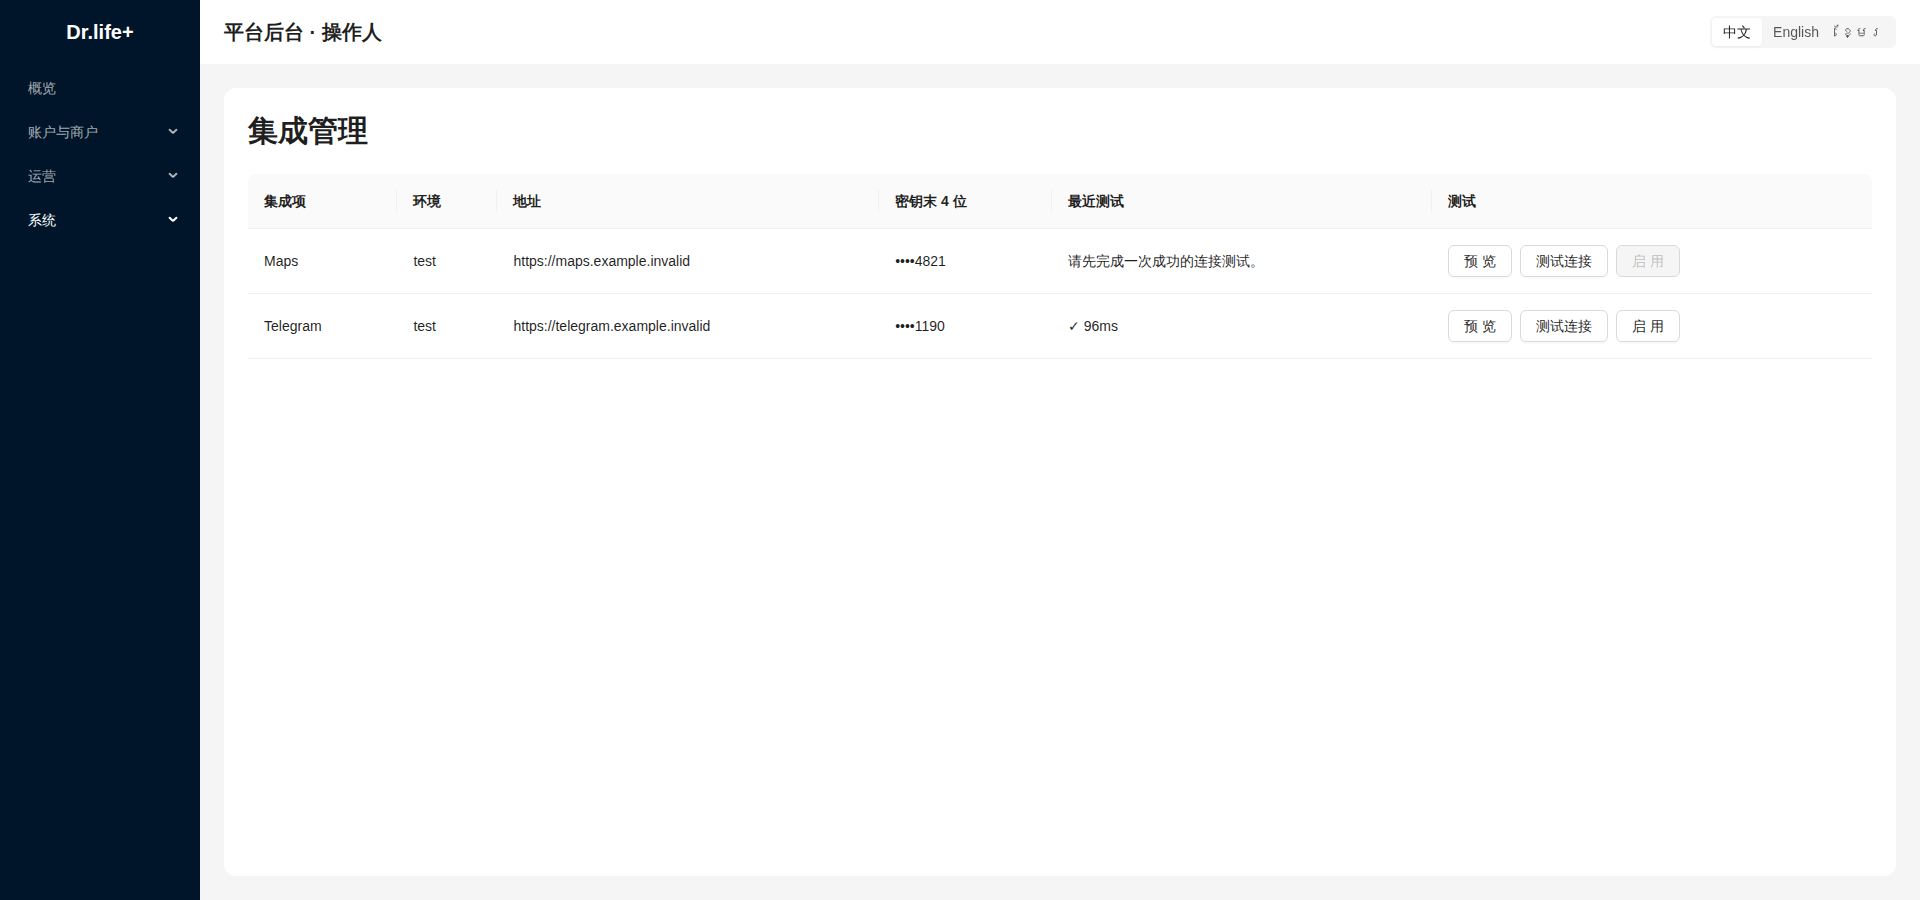 Dr.life+
概览
账户与商户
运营
系统
平台后台 · 操作人
中文
English
ខ្មែរ
集成管理
集成项 环境 地址 密钥末 4 位 最近测试 测试
Maps test https://maps.example.invalid ••••4821 请先完成一次成功的连接测试。 预 览 测试连接 启 用
Telegram test https://telegram.example.invalid ••••1190 ✓ 96ms 预 览 测试连接 启 用